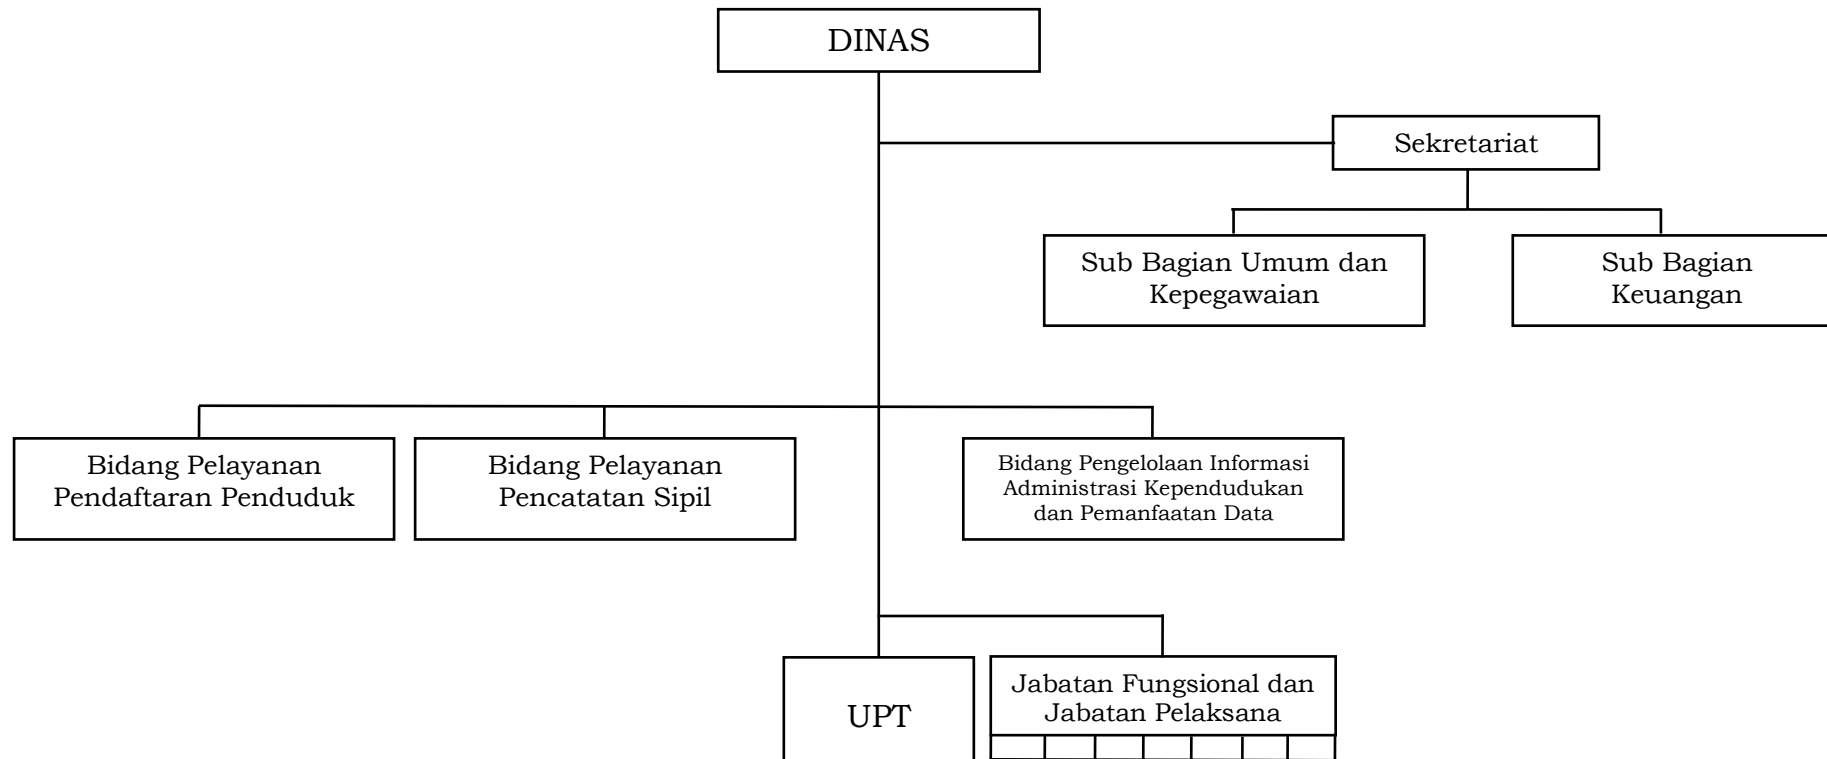 DINAS
Sekretariat
Sub Bagian Umum dan
Kepegawaian
Sub Bagian
Keuangan
Bidang Pelayanan
Pendaftaran Penduduk
Bidang Pelayanan
Pencatatan Sipil
Bidang Pengelolaan Informasi
Administrasi Kependudukan
dan Pemanfaatan Data
UPT
Jabatan Fungsional dan
Jabatan Pelaksana